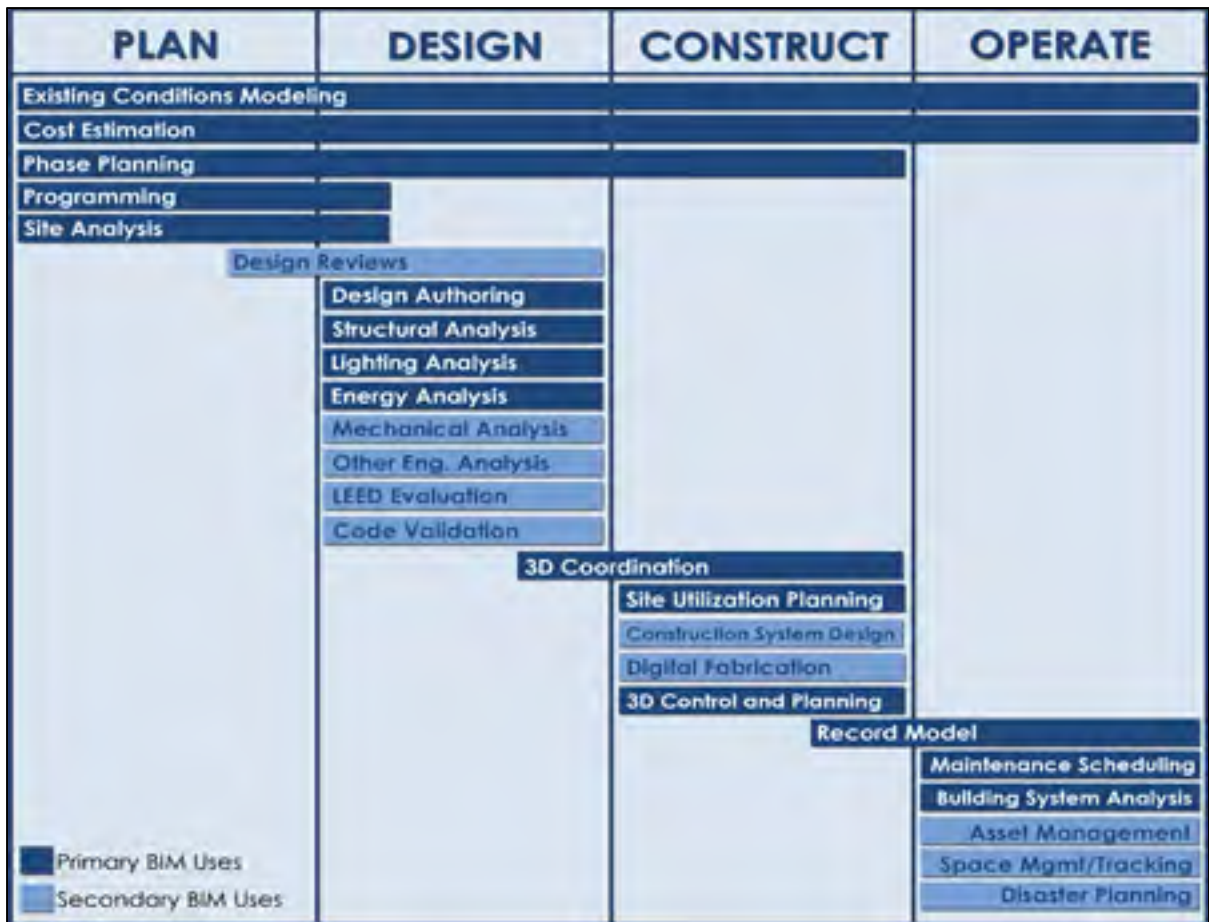 PLAN
DESIGN
CONSTRUCT
OPERATE
Existing Conditions Modeling
Cost Estimation
Phase Planning
Programming
Site Analysis
Design Reviews
Design Authoring
Structural Analysis
Lighting Analysis
Energy Analysis
Mechanical Analysis
Other Eng. Analysis
LEED Evaluation
Code Validation
3D Coordination
Site Utilization Planning
Construction System Design
Digital Fabrication
3D Control and Planning
Record Model
Maintenance Scheduling
Building System Analysis
Asset Management
Space Mgmt/Tracking
Disaster Planning
Primary BIM Uses
Secondary BIM Uses